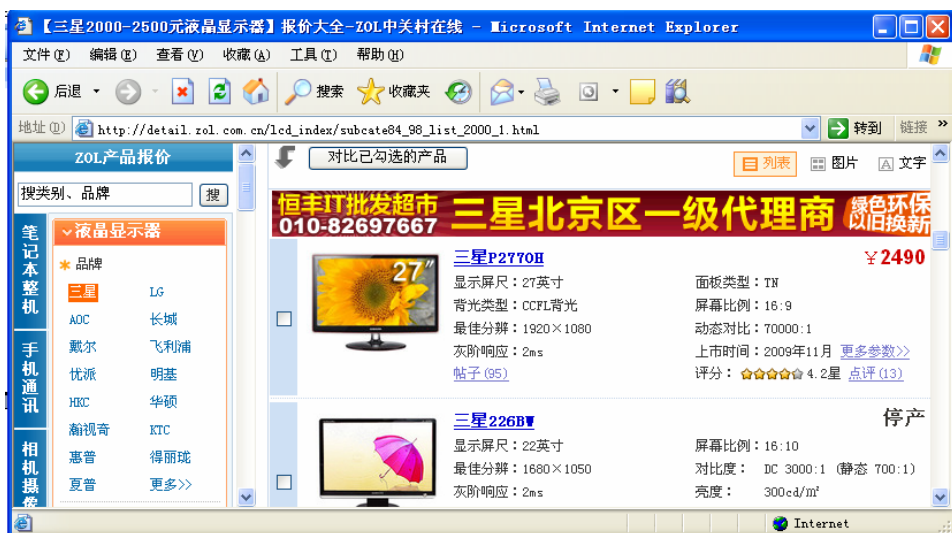 【三星2000-2500元液晶显示器】报价大全-ZOL中关村在线 - Microsoft Internet Explorer
文件(F) 编辑(E) 查看(V) 收藏(A) 工具(T) 帮助(H)
后退 搜索 收藏夹
地址(D) http://detail.zol.com.cn/lcd_index/subcate84_98_list_2000_1.html 转到 链接 »
ZOL产品报价
搜类别、品牌 搜
笔记本整机
手机通讯
相机摄像
液晶显示器
品牌
三星 LG
AOC 长城
戴尔 飞利浦
优派 明基
HKC 华硕
瀚视奇 KTC
惠普 得丽珑
夏普 更多>>
对比已勾选的产品 列表 图片 文字
恒丰IT批发超市
010-82697667
三星北京区一级代理商
绿色环保
以旧换新
27"
三星P2770H ￥2490
显示屏尺：27英寸 面板类型：TN
背光类型：CCFL背光 屏幕比例：16:9
最佳分辨：1920×1080 动态对比：70000:1
灰阶响应：2ms 上市时间：2009年11月 更多参数>>
帖子(95) 评分： 4.2星 点评(13)
三星226BW 停产
显示屏尺：22英寸 屏幕比例：16:10
最佳分辨：1680×1050 对比度： DC 3000:1 (静态 700:1)
灰阶响应：2ms 亮度： 300cd/㎡
Internet